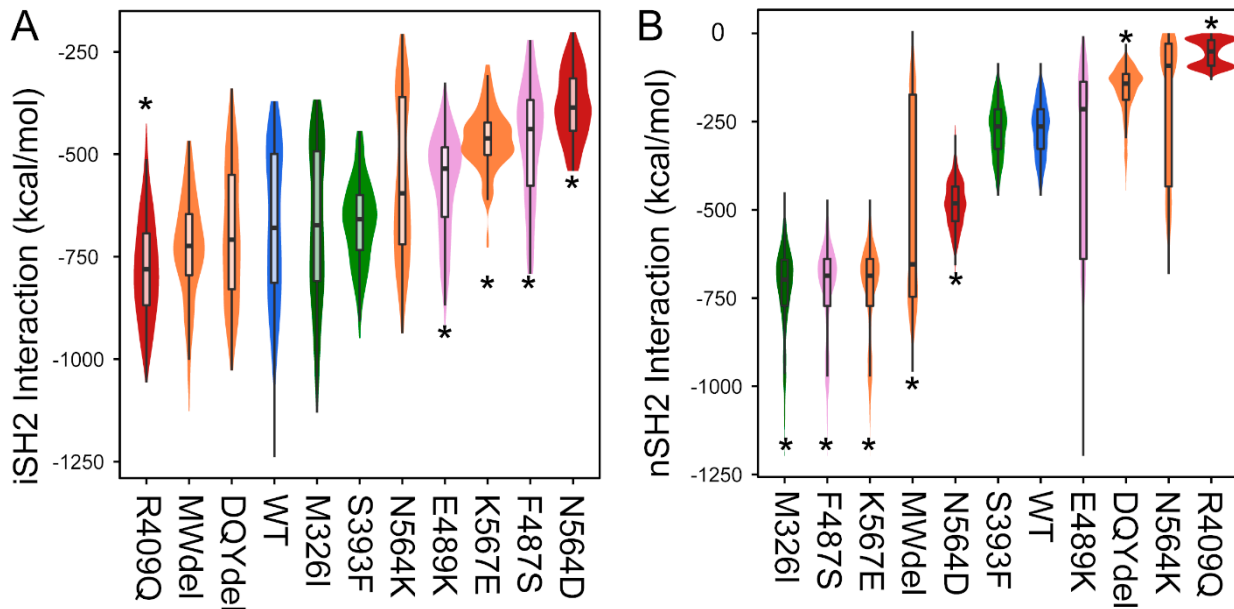 A
iSH2 Interaction (kcal/mol)
-250
-500
-750
-1000
-1250
*
*
*
*
*
R409Q
MWdel
DQYdel
WT
M326I
S393F
N564K
E489K
K567E
F487S
N564D
B
nSH2 Interaction (kcal/mol)
0
-250
-500
-750
-1000
-1250
*
*
*
*
*
*
*
M326I
F487S
K567E
MWdel
N564D
S393F
WT
E489K
DQYdel
N564K
R409Q